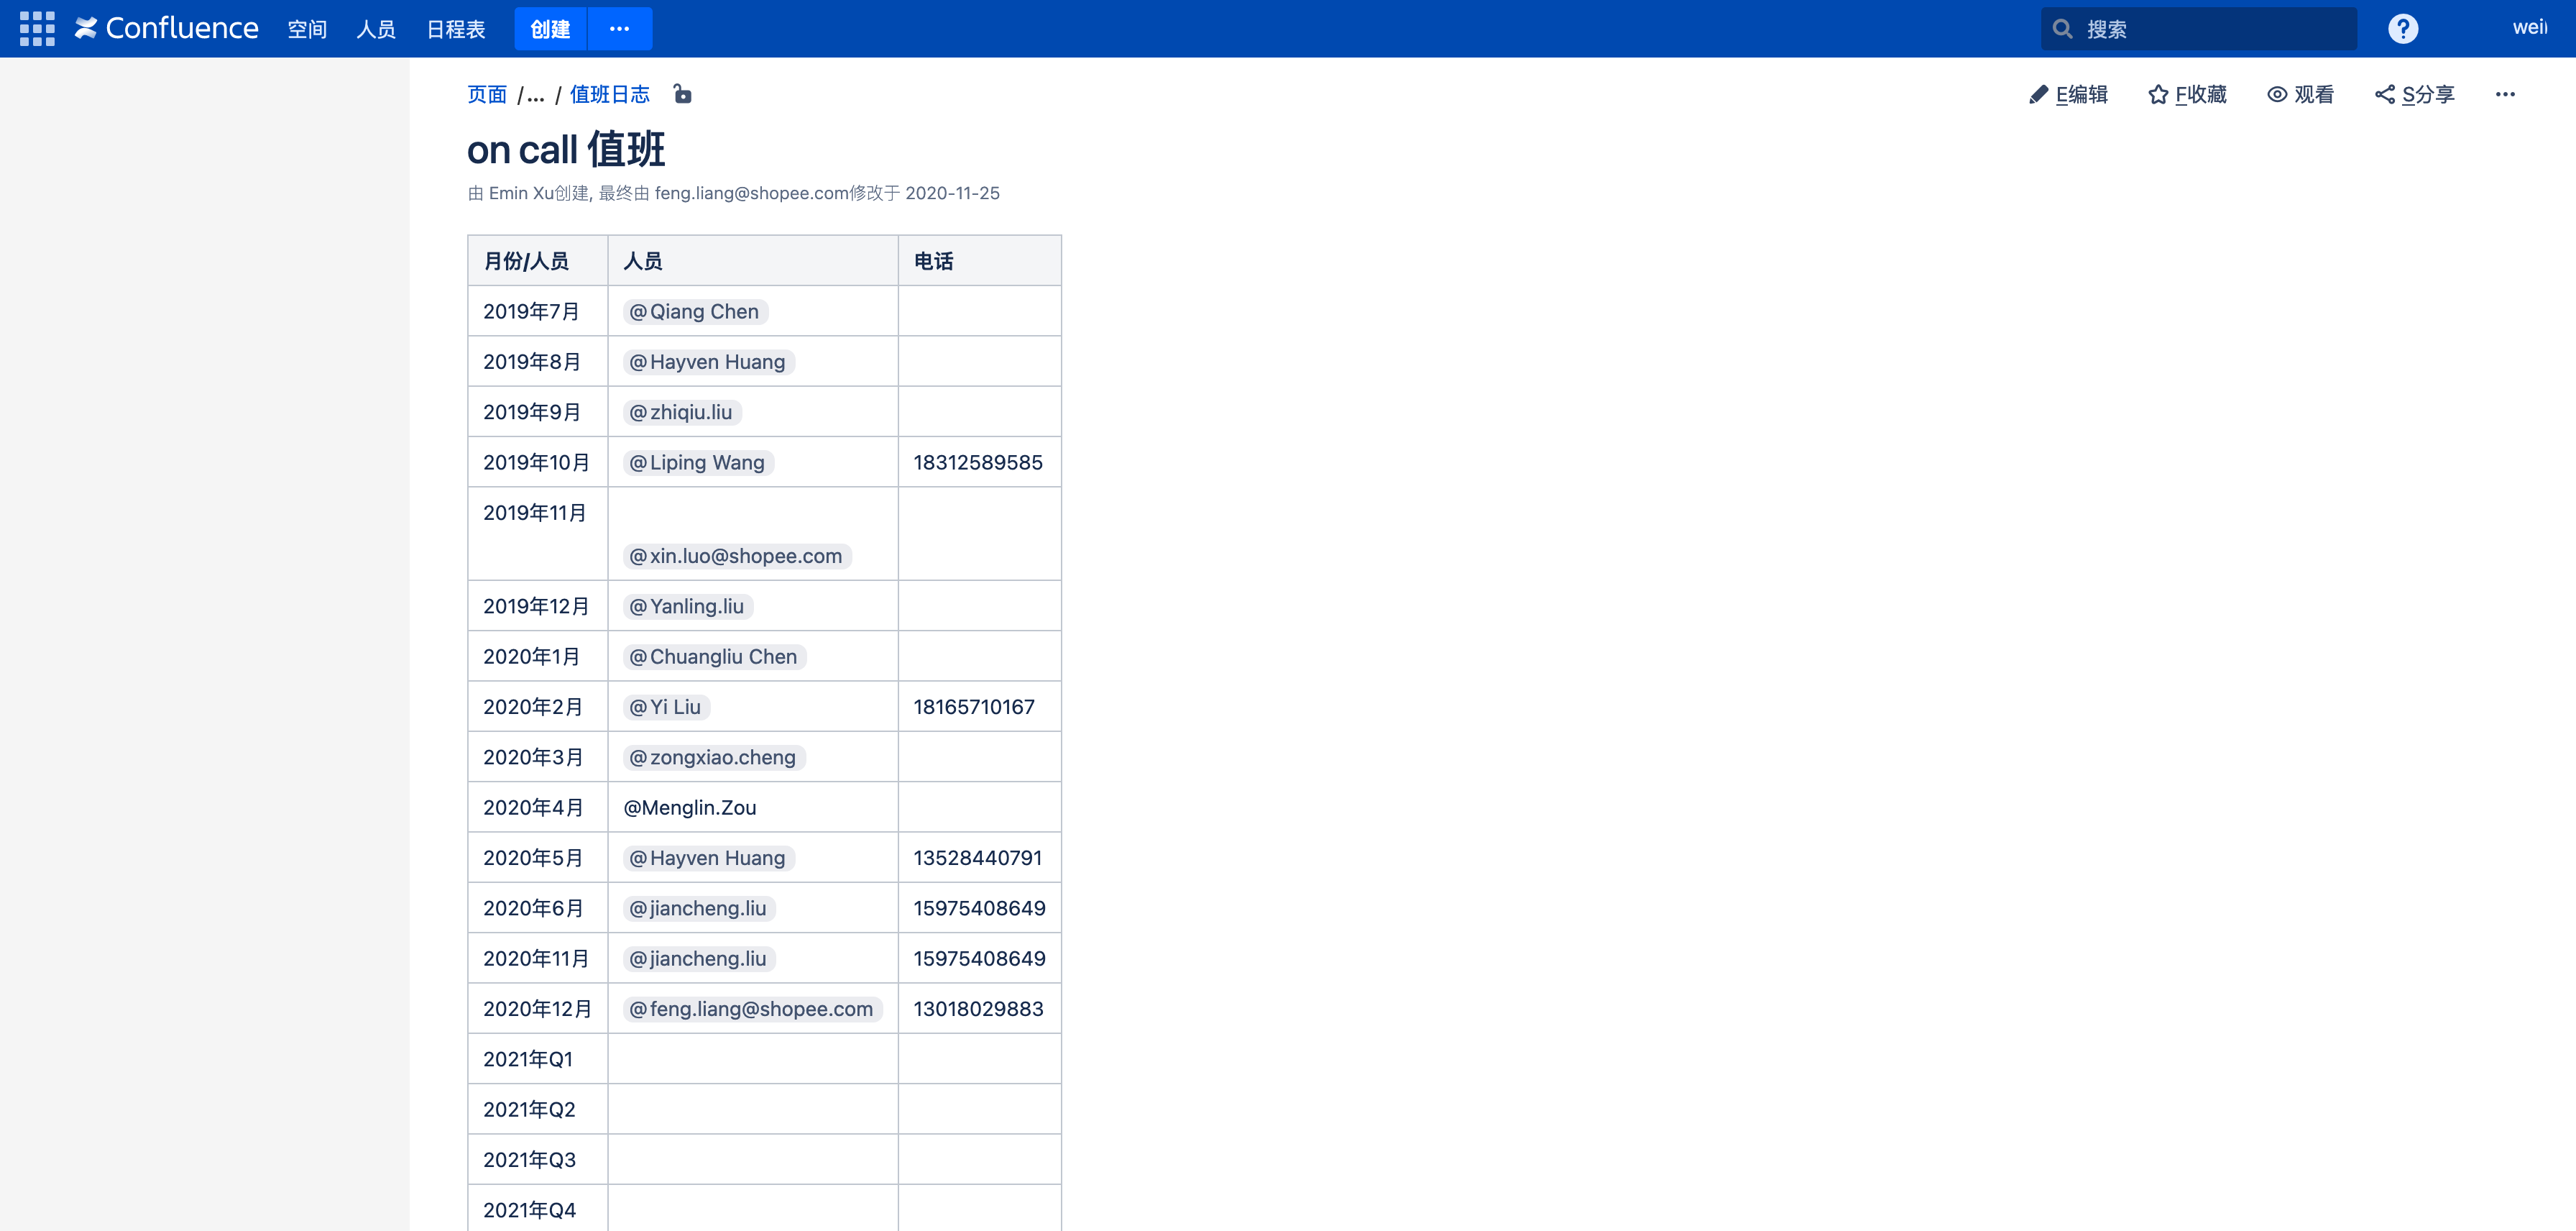 Confluence 空间 人员 日程表 创建 ··· 搜索 ? weil
页面 /... / 值班日志 E编辑 F收藏 观看 S分享 ···
on call 值班
由 Emin Xu创建, 最终由 feng.liang@shopee.com修改于 2020-11-25
月份/人员 人员 电话
2019年7月 @Qiang Chen
2019年8月 @Hayven Huang
2019年9月 @zhiqiu.liu
2019年10月 @Liping Wang 18312589585
2019年11月
@xin.luo@shopee.com
2019年12月 @Yanling.liu
2020年1月 @Chuangliu Chen
2020年2月 @Yi Liu 18165710167
2020年3月 @zongxiao.cheng
2020年4月 @Menglin.Zou
2020年5月 @Hayven Huang 13528440791
2020年6月 @jiancheng.liu 15975408649
2020年11月 @jiancheng.liu 15975408649
2020年12月 @feng.liang@shopee.com 13018029883
2021年Q1
2021年Q2
2021年Q3
2021年Q4